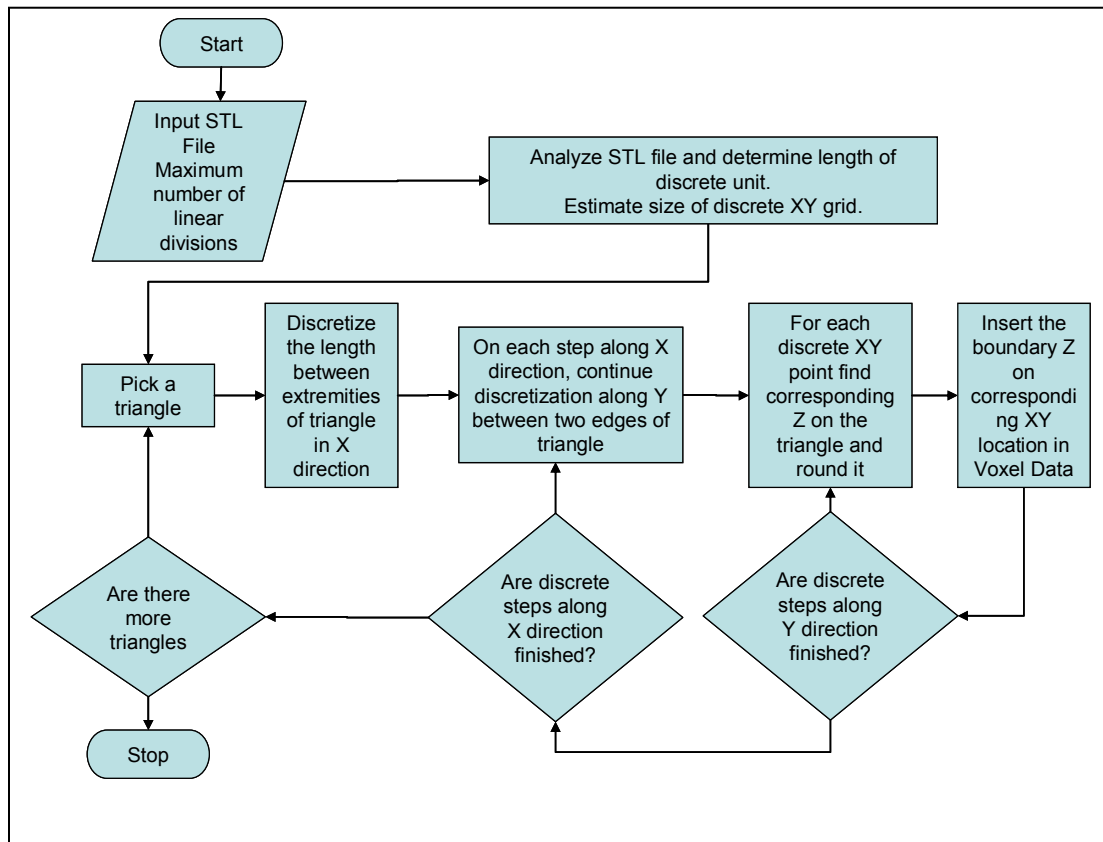 Start
Input STL
File
Maximum
number of
linear
divisions
Analyze STL file and determine length of
discrete unit.
Estimate size of discrete XY grid.
Pick a
triangle
Discretize
the length
between
extremities
of triangle
in X
direction
On each step along X
direction, continue
discretization along Y
between two edges of
triangle
For each
discrete XY
point find
corresponding
Z on the
triangle and
round it
Insert the
boundary Z
on
correspondi
ng XY
location in
Voxel Data
Are there
more
triangles
Are discrete
steps along
X direction
finished?
Are discrete
steps along
Y direction
finished?
Stop